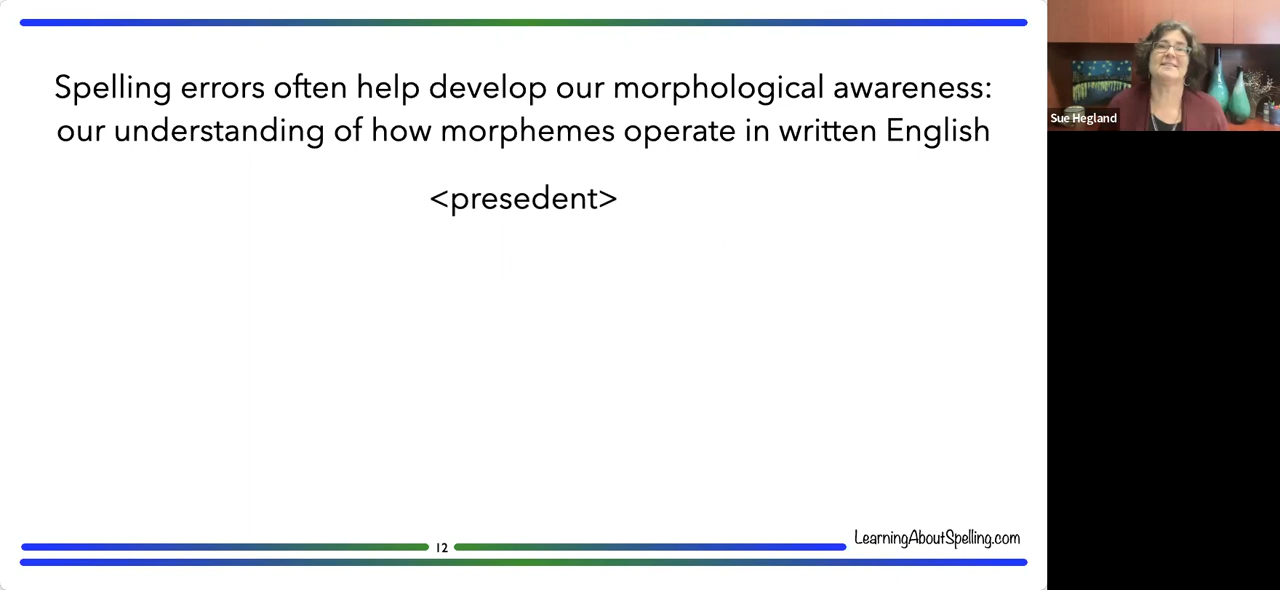 Spelling errors often help develop our morphological awareness:
our understanding of how morphemes operate in written English
<presedent>
Sue Hegland
12
LearningAboutSpelling.com